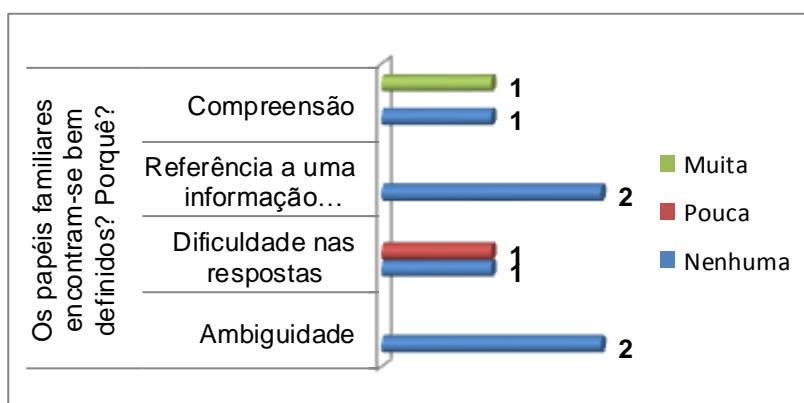 Os papéis familiares
encontram-se bem
definidos? Porquê?
Compreensão
1
1
Referência a uma
informação…
2
Dificuldade nas
respostas
1
1
Ambiguidade
2
Muita
Pouca
Nenhuma